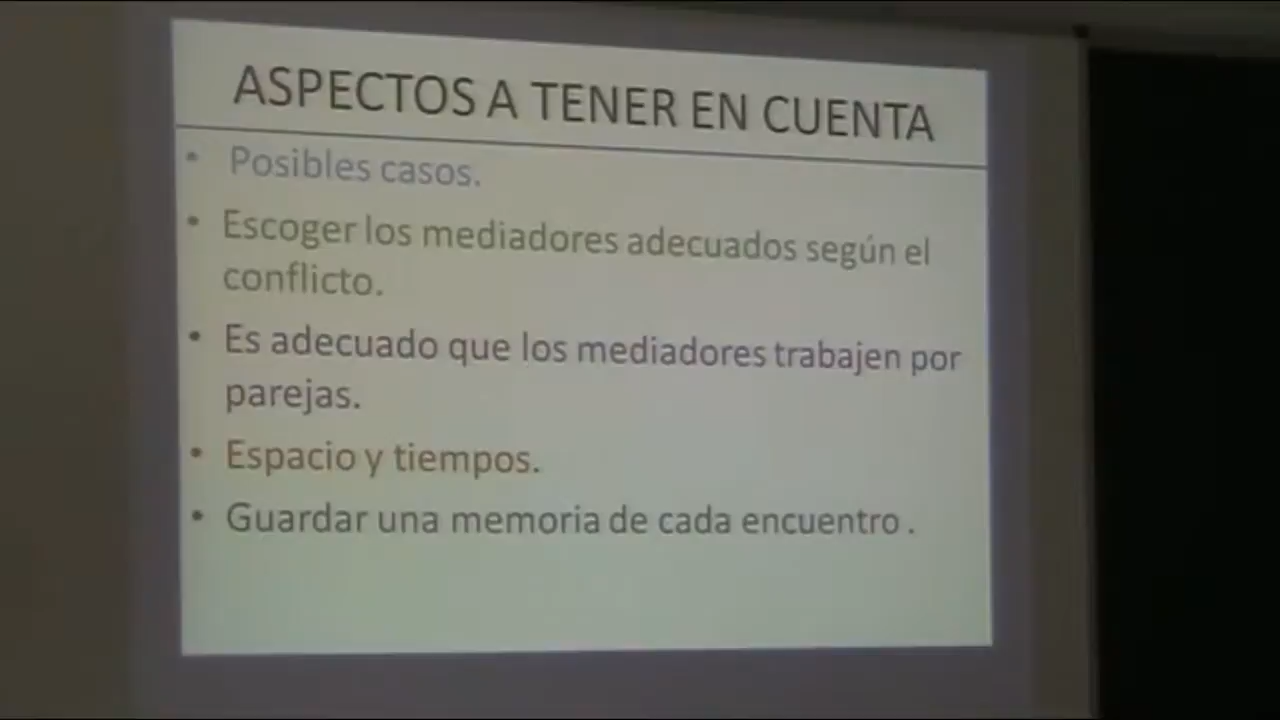 ASPECTOS A TENER EN CUENTA
• Posibles casos.
• Escoger los mediadores adecuados según el
conflicto.
• Es adecuado que los mediadores trabajen por
parejas.
• Espacio y tiempos.
• Guardar una memoria de cada encuentro .